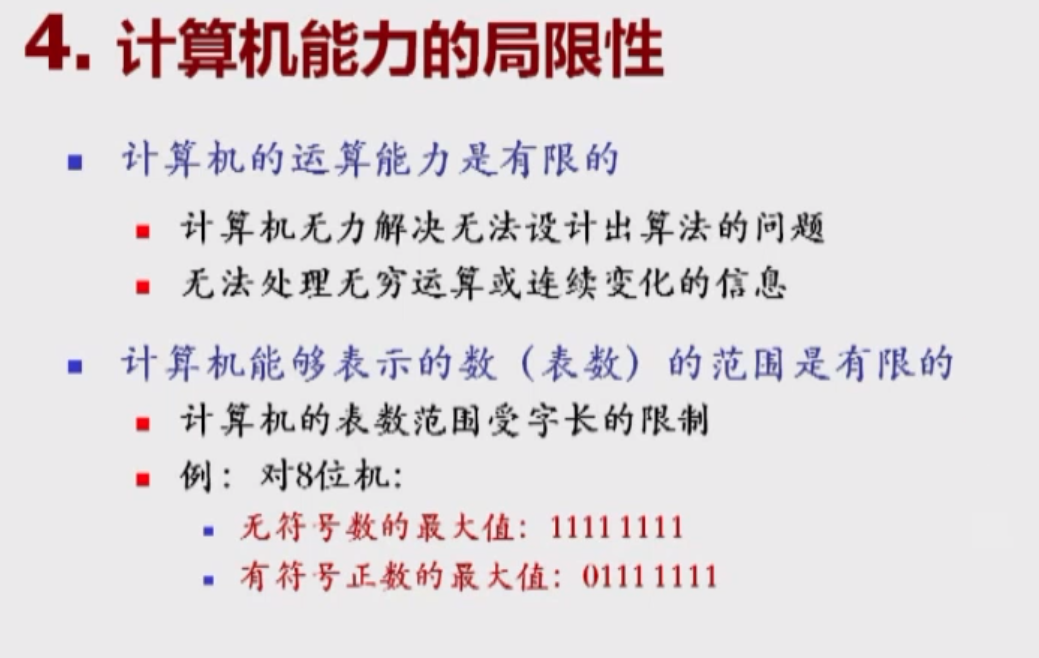 4. 计算机能力的局限性
计算机的运算能力是有限的
计算机无力解决无法设计出算法的问题
无法处理无穷运算或连续变化的信息
计算机能够表示的数（表数）的范围是有限的
计算机的表数范围受字长的限制
例：对8位机：
无符号数的最大值：1111 1111
有符号正数的最大值：0111 1111